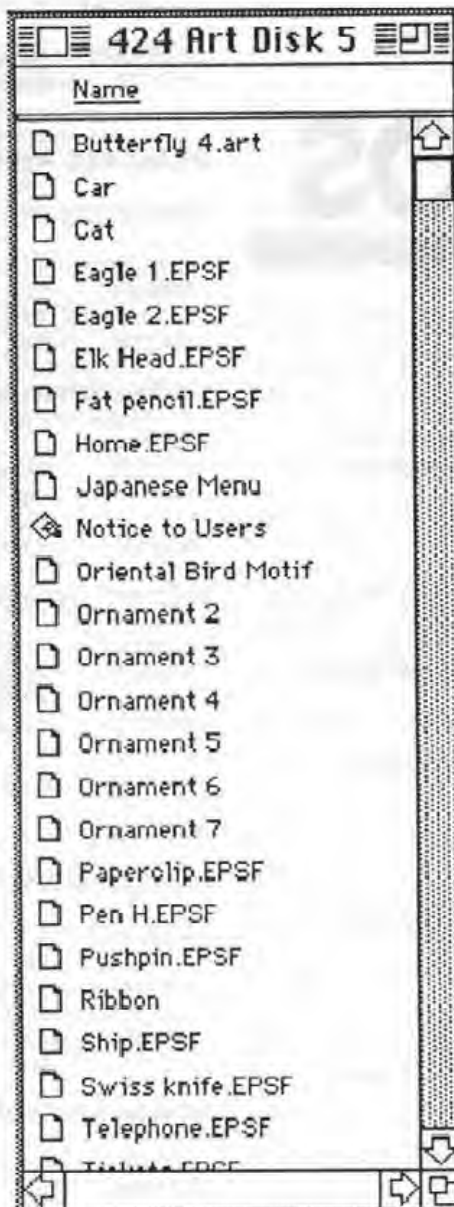 424 Art Disk 5
Name
Butterfly 4.art
Car
Cat
Eagle 1.EPSF
Eagle 2.EPSF
Elk Head.EPSF
Fat pencil.EPSF
Home.EPSF
Japanese Menu
Notice to Users
Oriental Bird Motif
Ornament 2
Ornament 3
Ornament 4
Ornament 5
Ornament 6
Ornament 7
Paperclip.EPSF
Pen H.EPSF
Pushpin.EPSF
Ribbon
Ship.EPSF
Swiss knife.EPSF
Telephone.EPSF